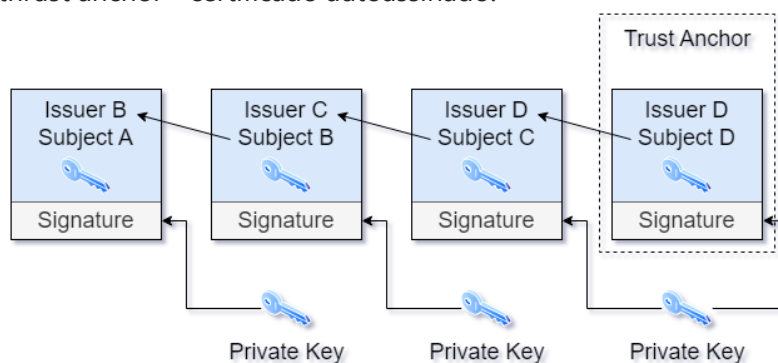 thrust anchor – certificado autoassinado.
Trust Anchor
Issuer B
Subject A
Signature
Issuer C
Subject B
Signature
Issuer D
Subject C
Signature
Issuer D
Subject D
Signature
Private Key
Private Key
Private Key